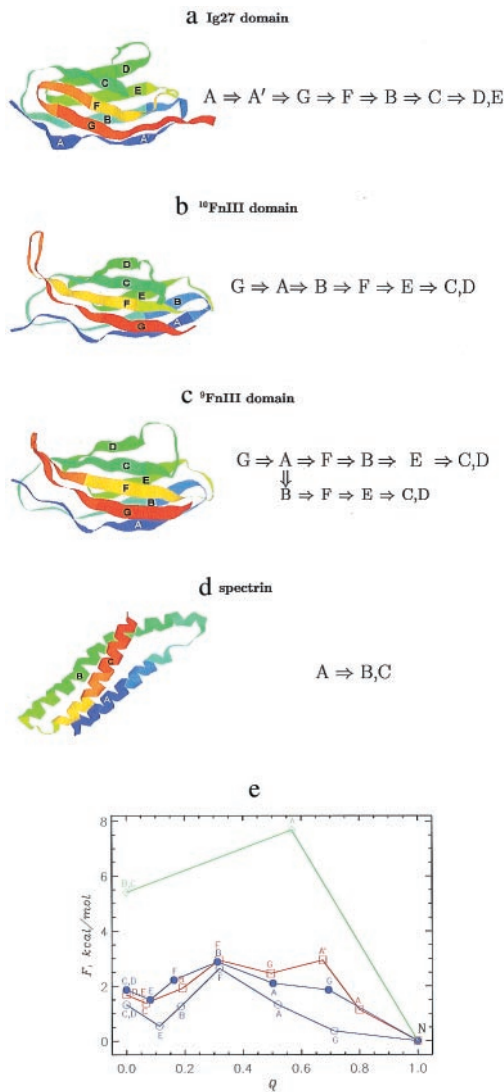 a Ig27 domain
D
C
E
F
B
G
A
A
A ⇒ A′ ⇒ G ⇒ F ⇒ B ⇒ C ⇒ D,E
b ¹⁰FnIII domain
D
C
E
B
F
G
A
G ⇒ A ⇒ B ⇒ F ⇒ E ⇒ C,D
c ⁹FnIII domain
D
C
E
F
B
G
A
G ⇒ A ⇒ F ⇒ B ⇒ E ⇒ C,D
⇓
B ⇒ F ⇒ E ⇒ C,D
d spectrin
B
C
A
A ⇒ B,C
e
F, kcal/mol
8
6
4
2
0
B,C
A
C,D
E
F
B
G
A'
A
G
A
C,D
E
B
F
A
G
N
0.0 0.2 0.4 0.6 0.8 1.0
Q